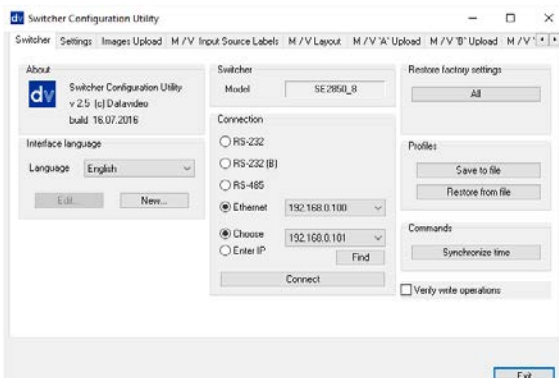 dv Switcher Configuration Utility
Switcher Settings Images Upload M / V Input Source Labels M / V Layout M / V 'A' Upload M / V 'B' Upload M / V '
About
dv
Switcher Configuration Utility
v 2.5 (c) Datavideo
build 16.07.2016
Interface language
Language English
Edit... New...
Switcher
Model SE2850_8
Connection
RS-232
RS-232 (B)
RS-485
Ethernet 192.168.0.100
Choose 192.168.0.101
Enter IP Find
Connect
Restore factory settings
All
Profiles
Save to file
Restore from file
Commands
Synchronize time
Verify write operations
Exit